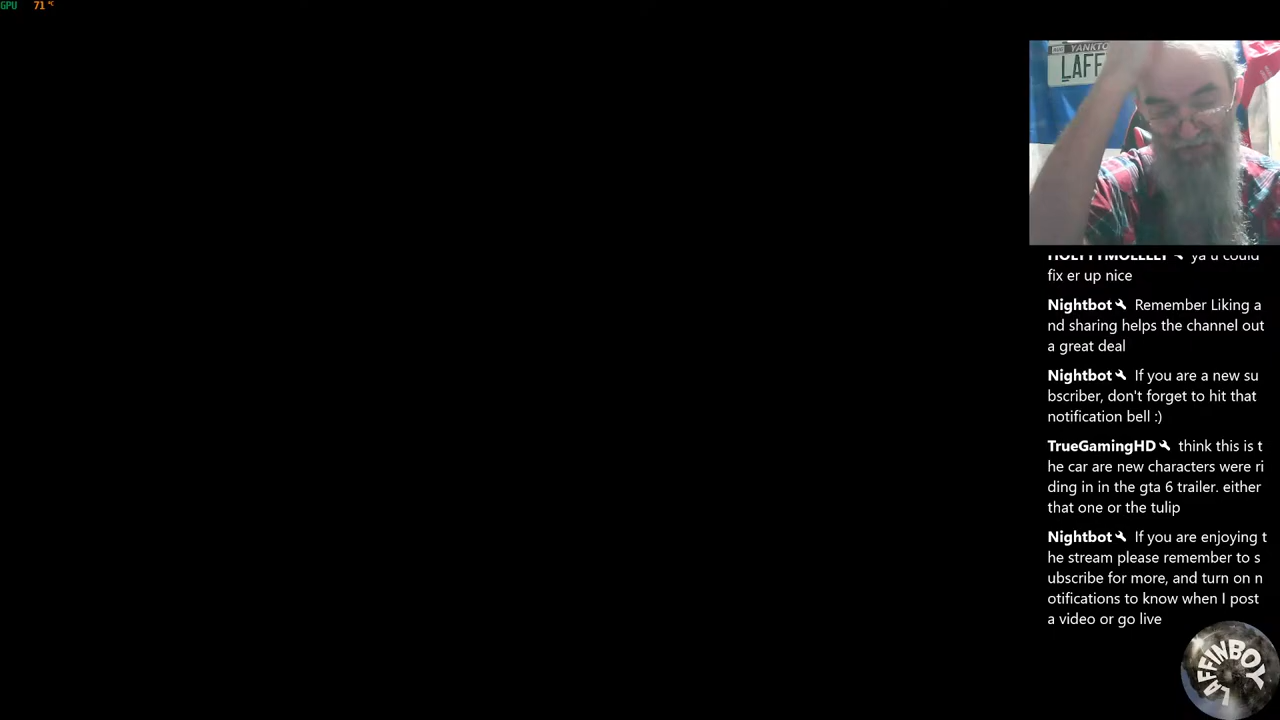 GPU 71 °C
YANKTO
LAFF
HOLYYMOLLLLY ya u could
fix er up nice
Nightbot Remember Liking a
nd sharing helps the channel out
a great deal
Nightbot If you are a new su
bscriber, don't forget to hit that
notification bell :)
TrueGamingHD think this is t
he car are new characters were ri
ding in in the gta 6 trailer. either
that one or the tulip
Nightbot If you are enjoying t
he stream please remember to s
ubscribe for more, and turn on n
otifications to know when I post
a video or go live
LAFFINBOY